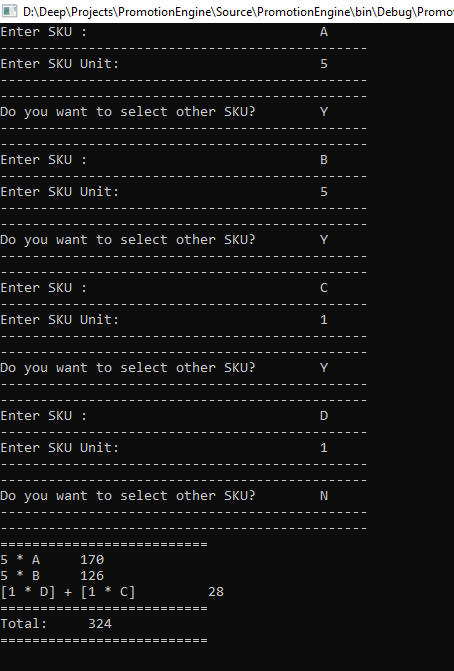 D:\Deep\Projects\PromotionEngine\Source\PromotionEngine\bin\Debug\Promo
Enter SKU : A
----------------------------------------------
Enter SKU Unit: 5
----------------------------------------------
----------------------------------------------
Do you want to select other SKU? Y
----------------------------------------------
----------------------------------------------
Enter SKU : B
----------------------------------------------
Enter SKU Unit: 5
----------------------------------------------
----------------------------------------------
Do you want to select other SKU? Y
----------------------------------------------
----------------------------------------------
Enter SKU : C
----------------------------------------------
Enter SKU Unit: 1
----------------------------------------------
----------------------------------------------
Do you want to select other SKU? Y
----------------------------------------------
----------------------------------------------
Enter SKU : D
----------------------------------------------
Enter SKU Unit: 1
----------------------------------------------
----------------------------------------------
Do you want to select other SKU? N
----------------------------------------------
----------------------------------------------
==========================
5 * A 170
5 * B 126
[1 * D] + [1 * C] 28
==========================
Total: 324
==========================